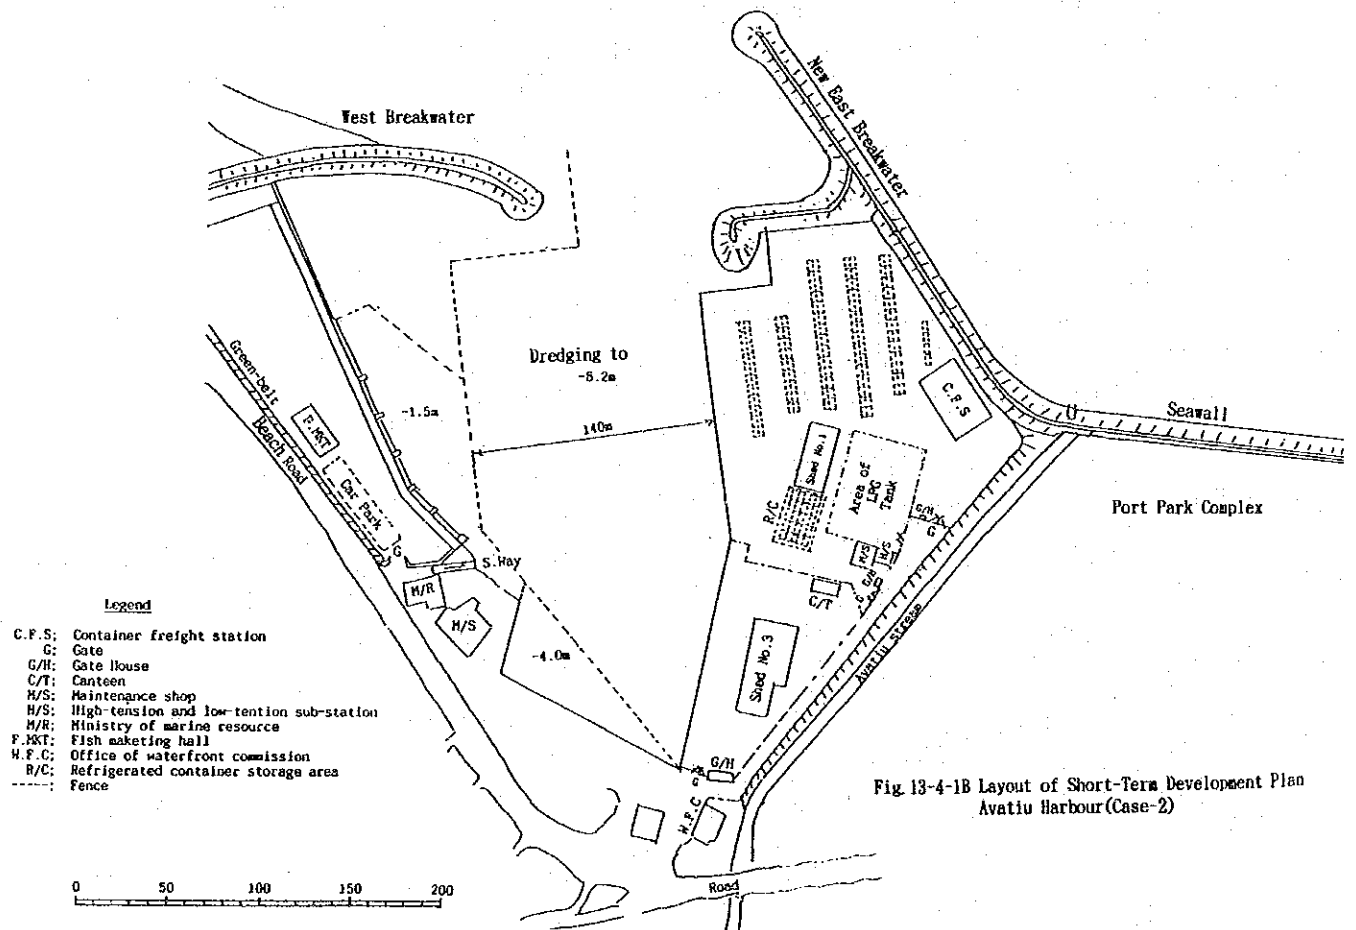 West Breakwater
New East Breakwater
Dredging to
-8.2m
140m
-1.5m
Green-belt
Beach Road
F.MKT
Car Park
G
S.Way
M/R
M/S
-4.0m
C.F.S
U
Seawall
Port Park Complex
Shed No.1
R/C
Area of
LPG
Tank
G/H
G
M/S
H/S
G/H
G
C/T
Shed No.3
Avatiu stream
G/H
G
W.F.C
Road
Legend
C.F.S; Container freight station
G: Gate
G/H: Gate House
C/T: Canteen
M/S: Maintenance shop
H/S: High-tension and low-tention sub-station
M/R: Ministry of marine resource
F.MKT: Fish maketing hall
W.F.C; Office of waterfront commission
R/C; Refrigerated container storage area
-----: Fence
0 50 100 150 200
Fig. 13-4-1B Layout of Short-Term Development Plan
Avatiu Harbour(Case-2)